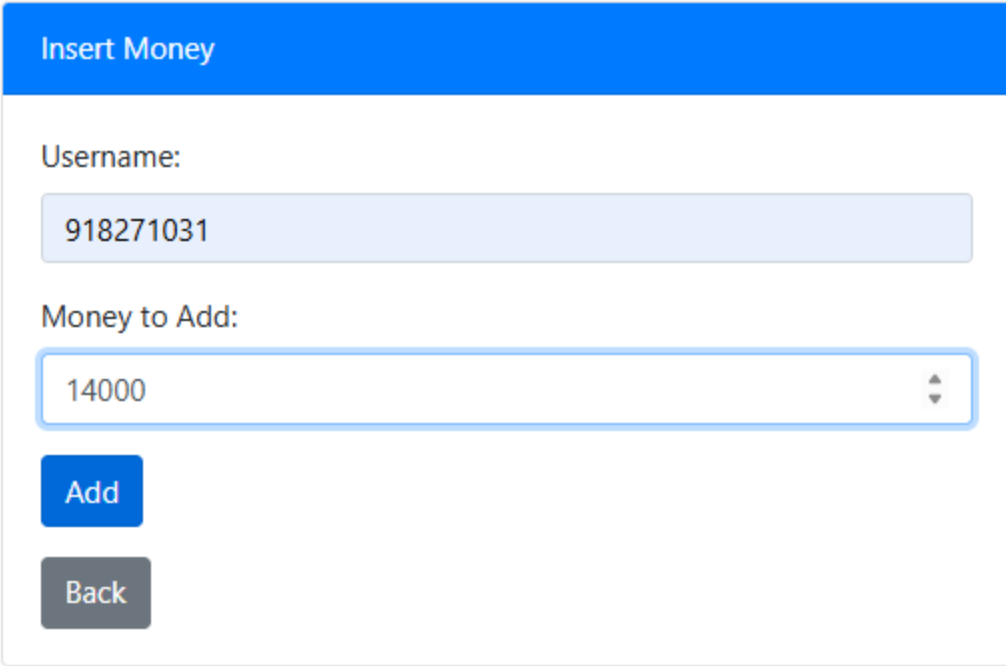 Insert Money
Username:
918271031
Money to Add:
14000
Add
Back